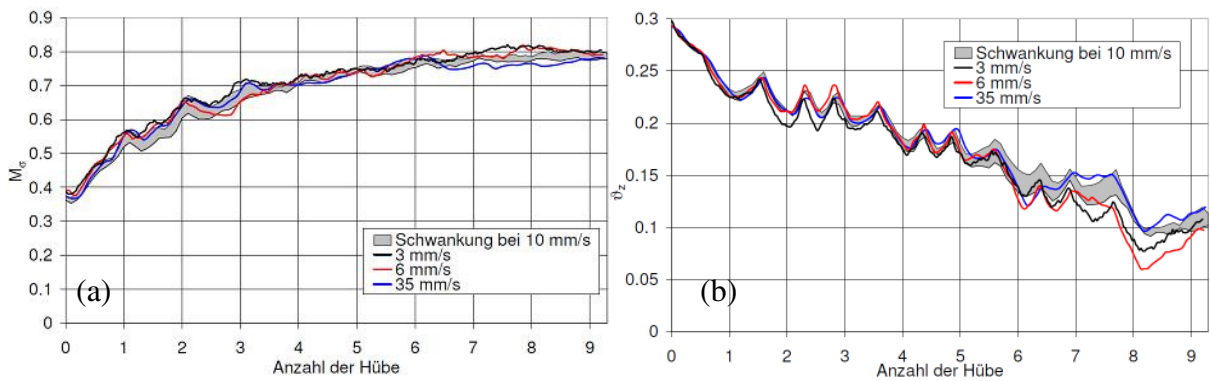 0.9
0.8
0.7
0.6
0.5
0.4
0.3
0.2
0.1
0
M_σ
0 1 2 3 4 5 6 7 8 9
Anzahl der Hübe
Schwankung bei 10 mm/s
3 mm/s
6 mm/s
35 mm/s
(a)
0.3
0.25
0.2
0.15
0.1
0.05
0
ϑ_z
0 1 2 3 4 5 6 7 8 9
Anzahl der Hübe
Schwankung bei 10 mm/s
3 mm/s
6 mm/s
35 mm/s
(b)